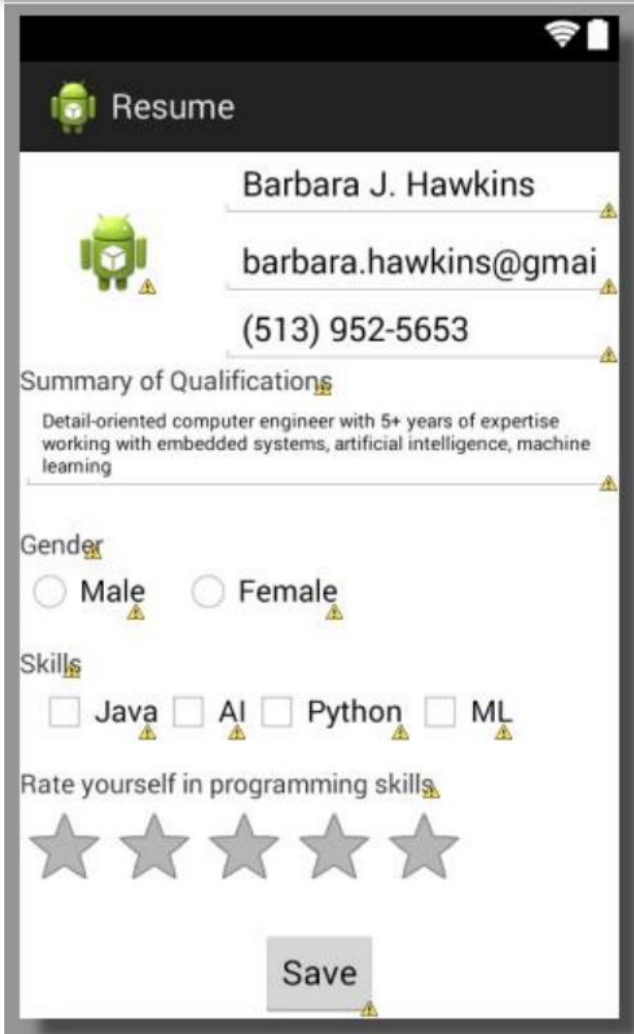 Resume
Barbara J. Hawkins
barbara.hawkins@gmai
(513) 952-5653
Summary of Qualifications
Detail-oriented computer engineer with 5+ years of expertise
working with embedded systems, artificial intelligence, machine
learning
Gender
Male Female
Skills
Java AI Python ML
Rate yourself in programming skills
Save